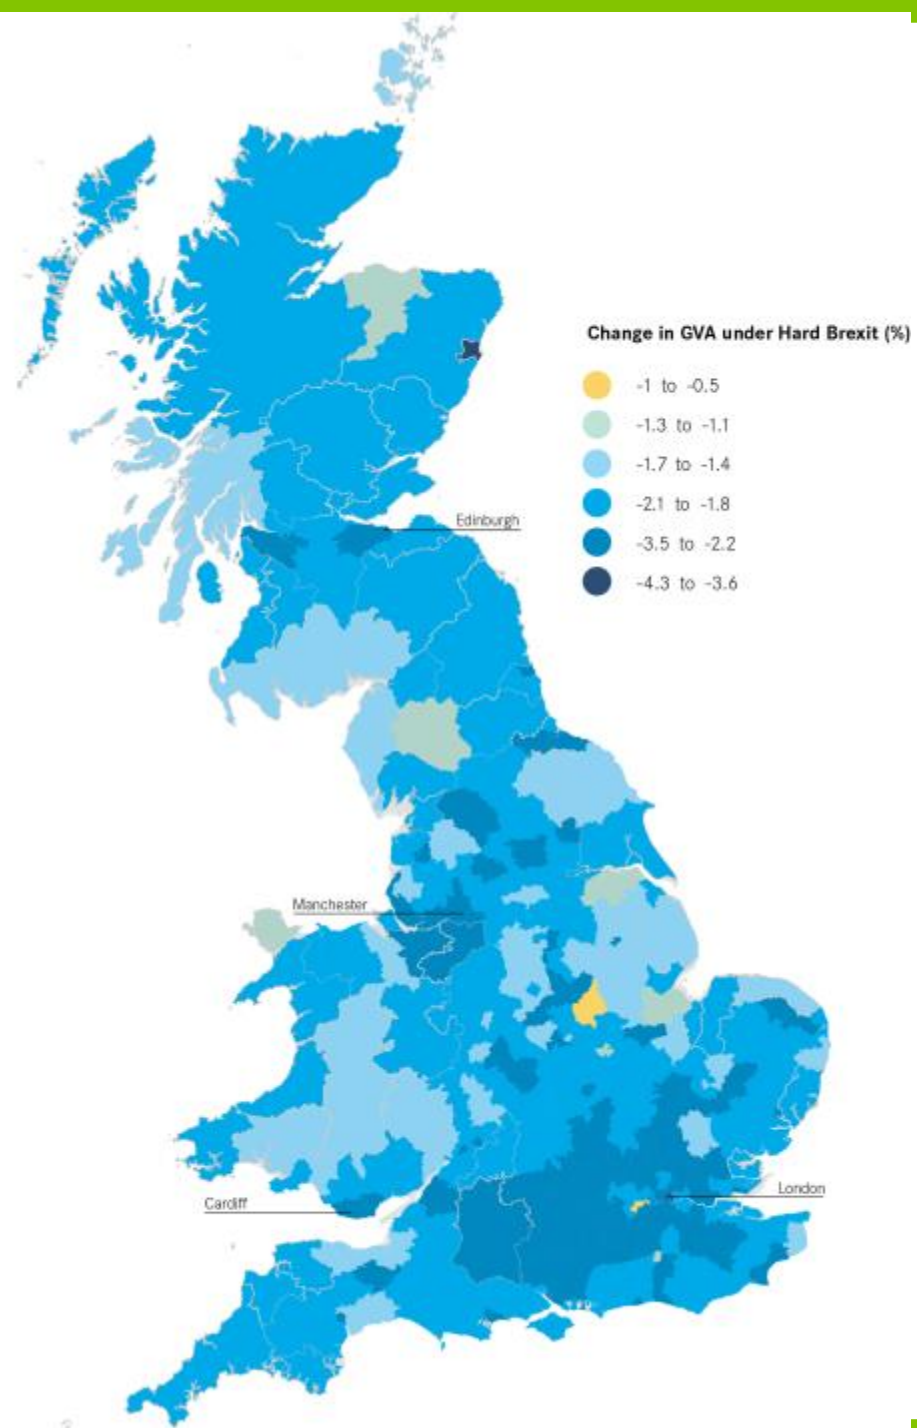 Change in GVA under Hard Brexit (%)
-1 to -0.5
-1.3 to -1.1
-1.7 to -1.4
-2.1 to -1.8
-3.5 to -2.2
-4.3 to -3.6
Edinburgh
Manchester
London
Cardiff